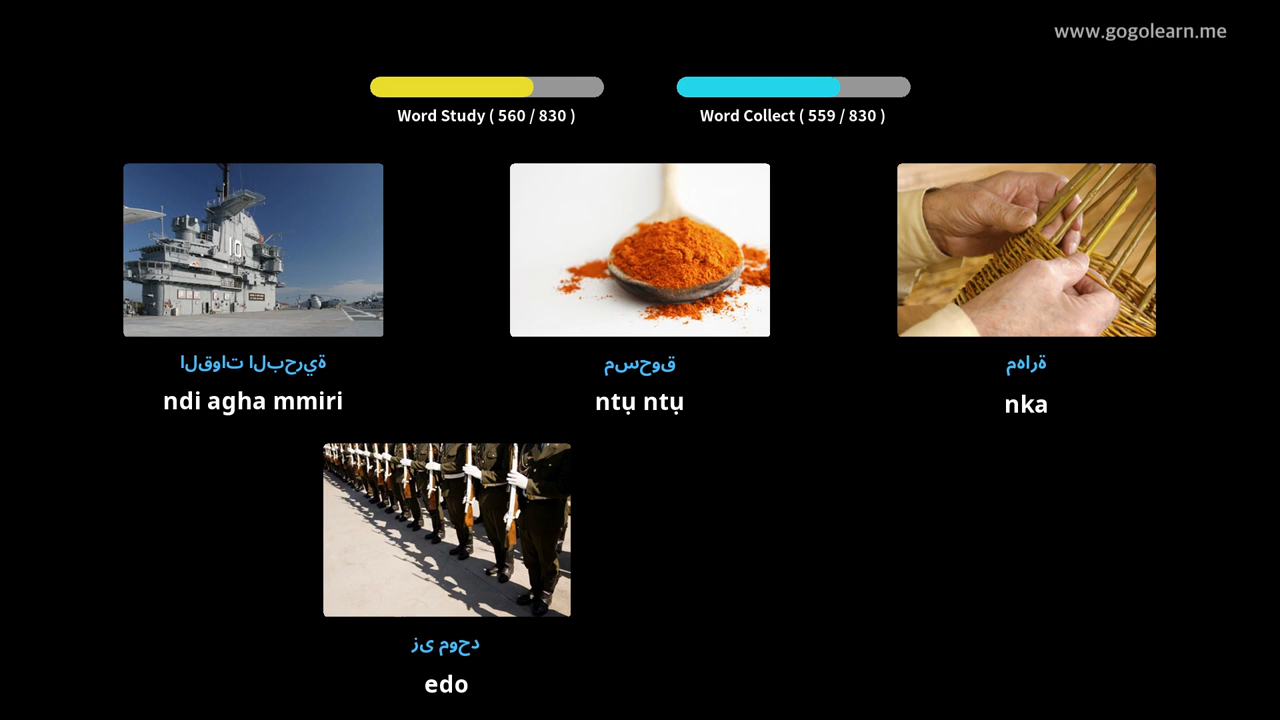 www.gogolearn.me
Word Study ( 560 / 830 )
Word Collect ( 559 / 830 )
القوات البحرية
مسحوق
مهارة
ndi agha mmiri
ntụ ntụ
nka
زى موحد
edo